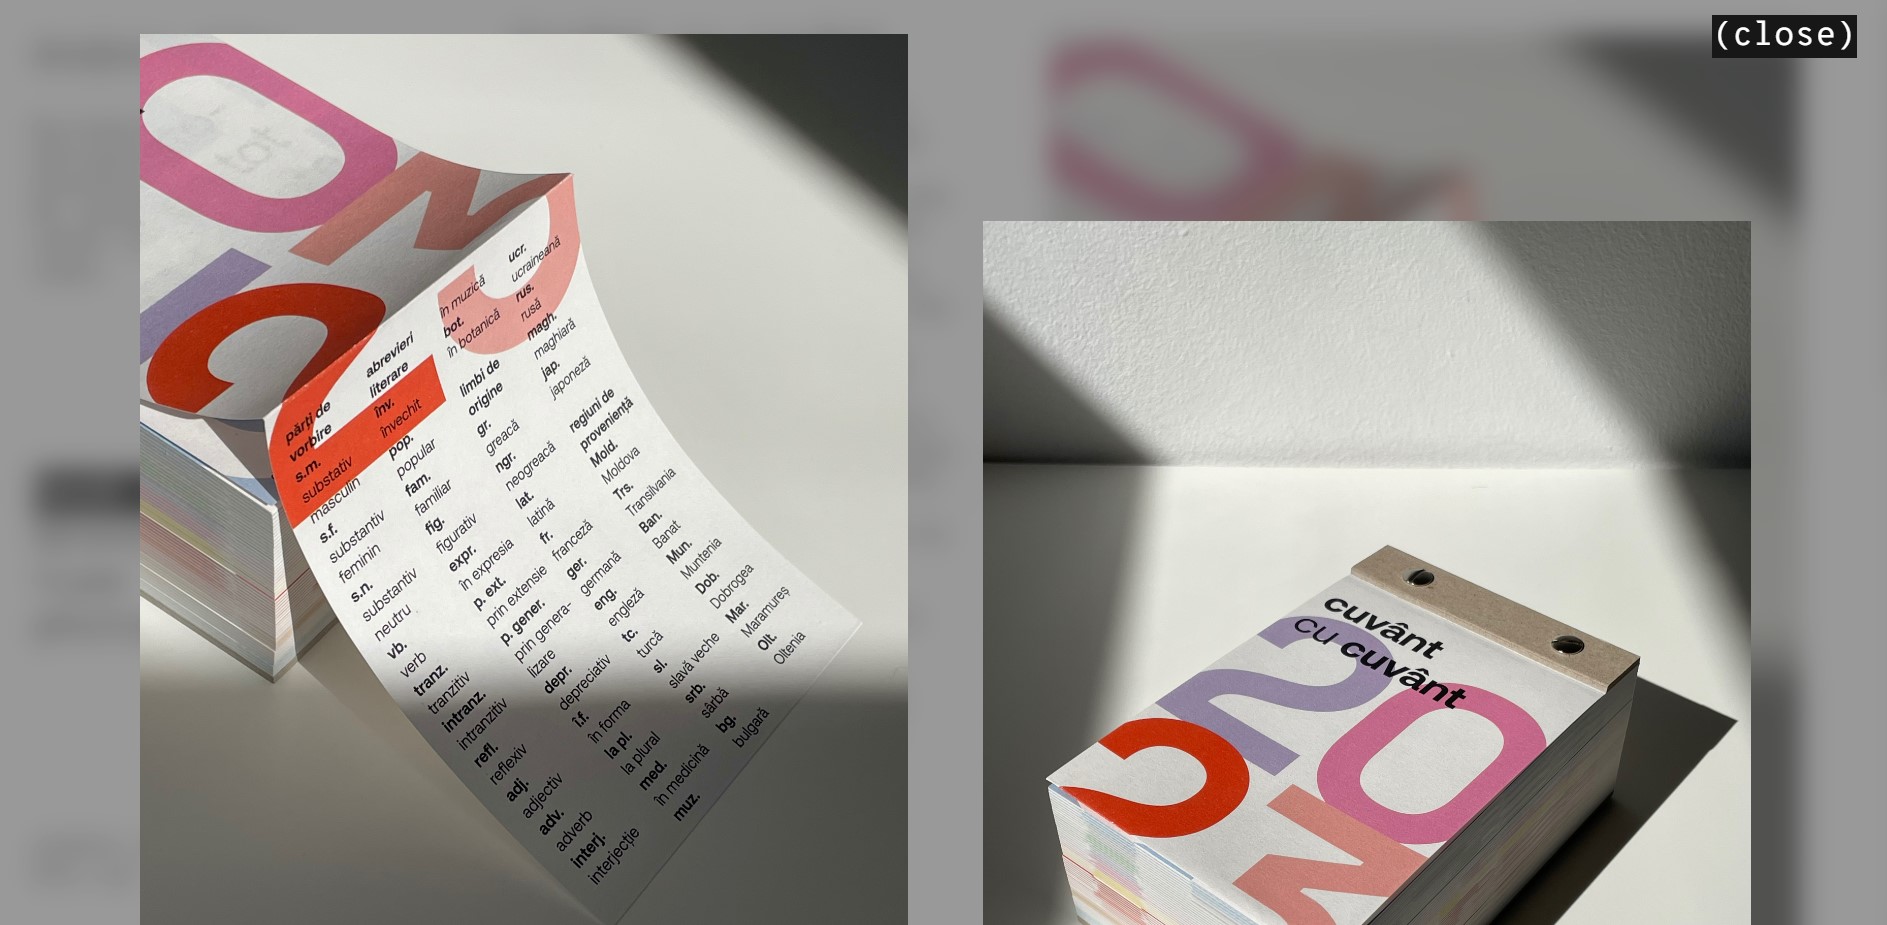 (close)
tot
părți de
vorbire
s.m.
substativ
masculin
s.f.
substantiv
feminin
s.n.
substantiv
neutru
vb.
verb
tranz.
tranzitiv
intranz.
intranzitiv
refl.
reflexiv
adj.
adjectiv
adv.
adverb
interj.
interjecție
abrevieri
literare
înv.
învechit
pop.
popular
fam.
familiar
fig.
figurativ
expr.
în expresia
p. ext.
prin extensie
p. gener.
prin genera-
lizare
depr.
depreciativ
î.f.
în forma
la pl.
la plural
med.
în medicină
muz.
în muzică
bot.
în botanică
limbi de
origine
gr.
greacă
ngr.
neogreacă
lat.
latină
fr.
franceză
ger.
germană
eng.
engleză
tc.
turcă
sl.
slavă veche
srb.
sârbă
bg.
bulgară
ucr.
ucraineană
rus.
rusă
magh.
maghiară
jap.
japoneză
regiuni de
proveniență
Mold.
Moldova
Trs.
Transilvania
Ban.
Banat
Mun.
Muntenia
Dob.
Dobrogea
Mar.
Maramureș
Olt.
Oltenia
cuvânt
cu cuvânt
20